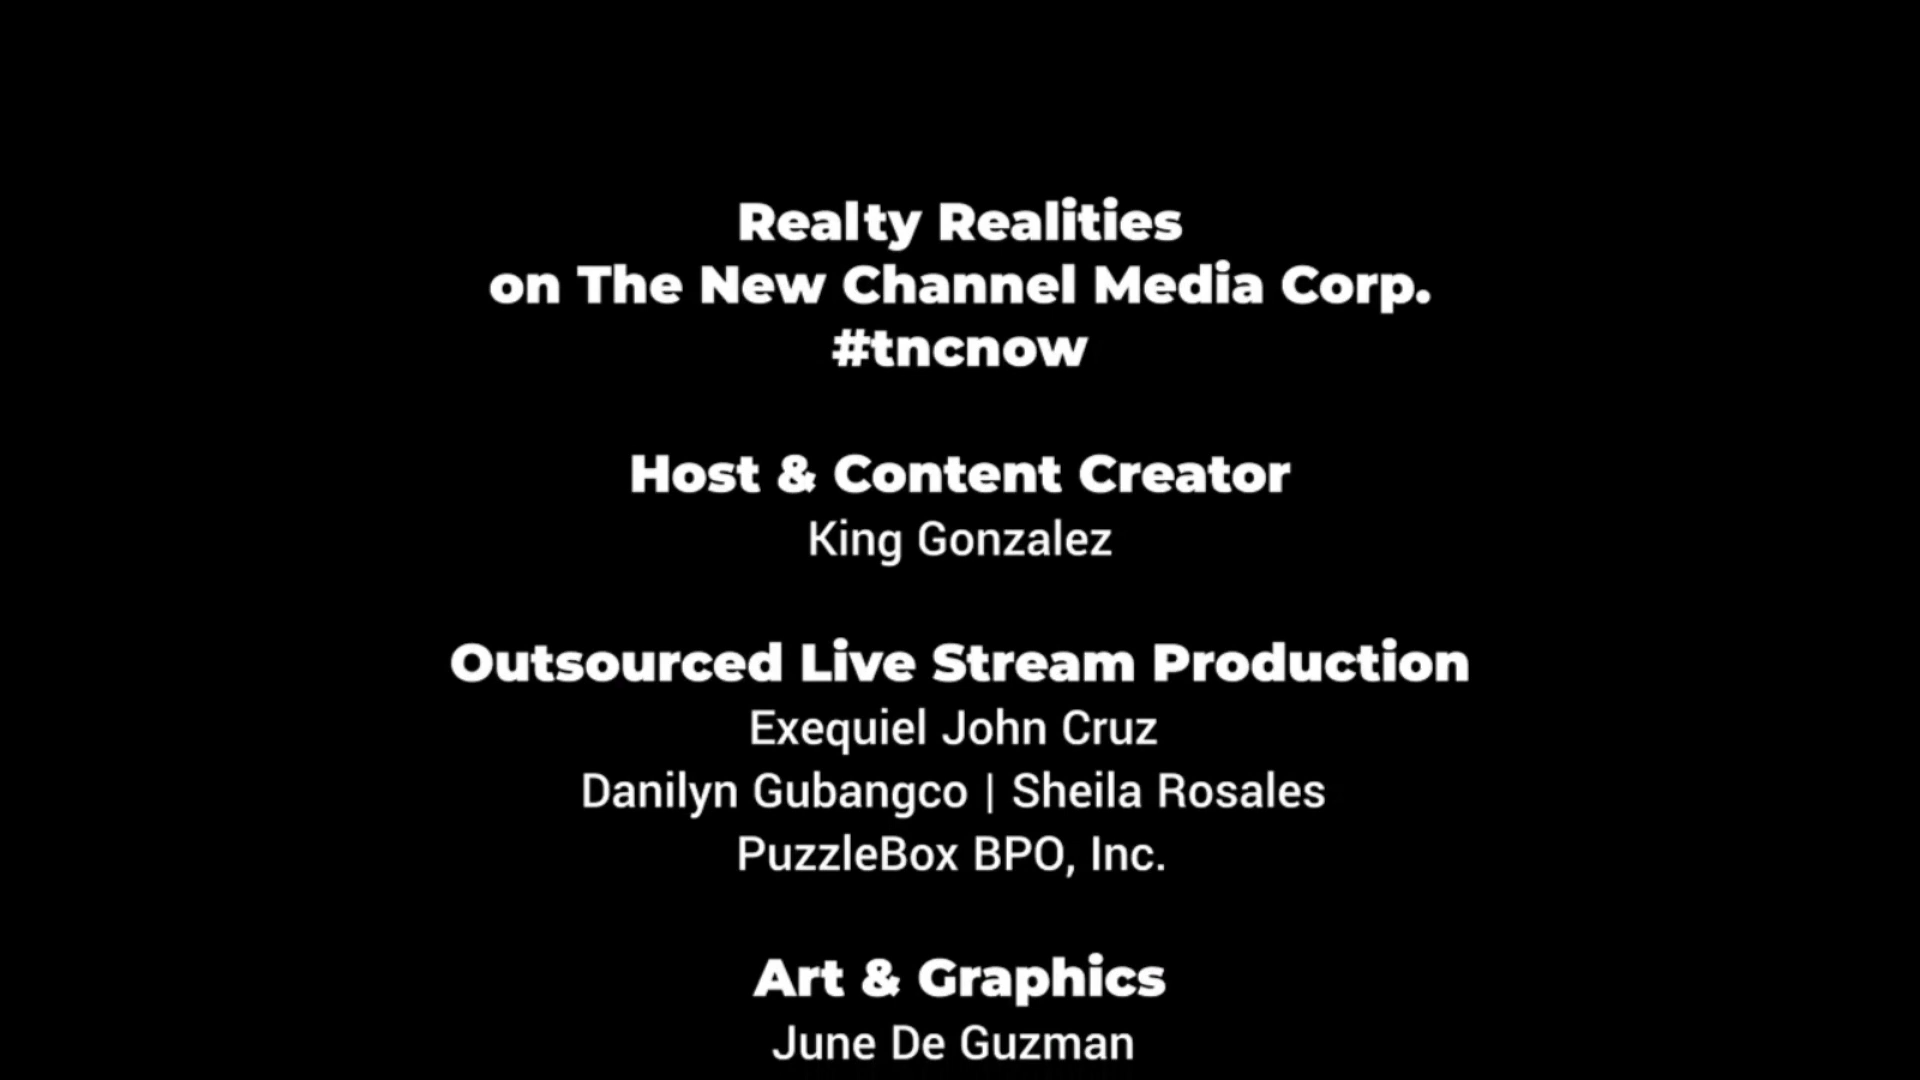 Realty Realities
on The New Channel Media Corp.
#tncnow
Host & Content Creator
King Gonzalez
Outsourced Live Stream Production
Exequiel John Cruz
Danilyn Gubangco | Sheila Rosales
PuzzleBox BPO, Inc.
Art & Graphics
June De Guzman